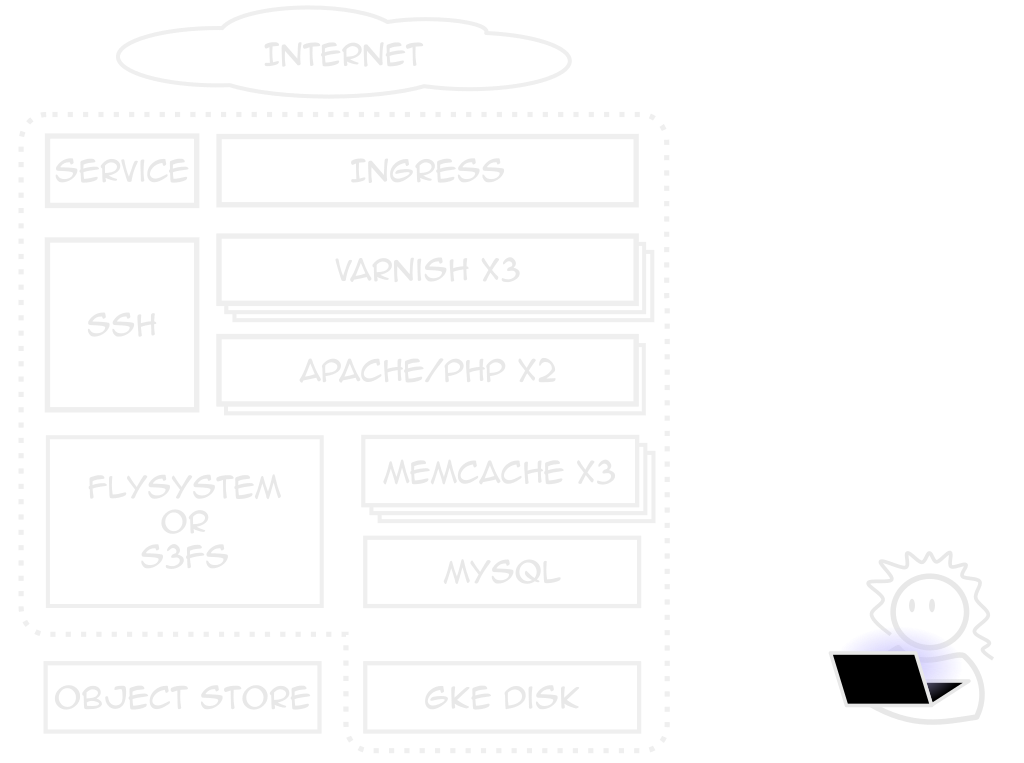 INTERNET
SERVICE
INGRESS
VARNISH X3
SSH
APACHE/PHP X2
FLYSYSTEM
OR
S3FS
MEMCACHE X3
MYSQL
OBJECT STORE
GKE DISK